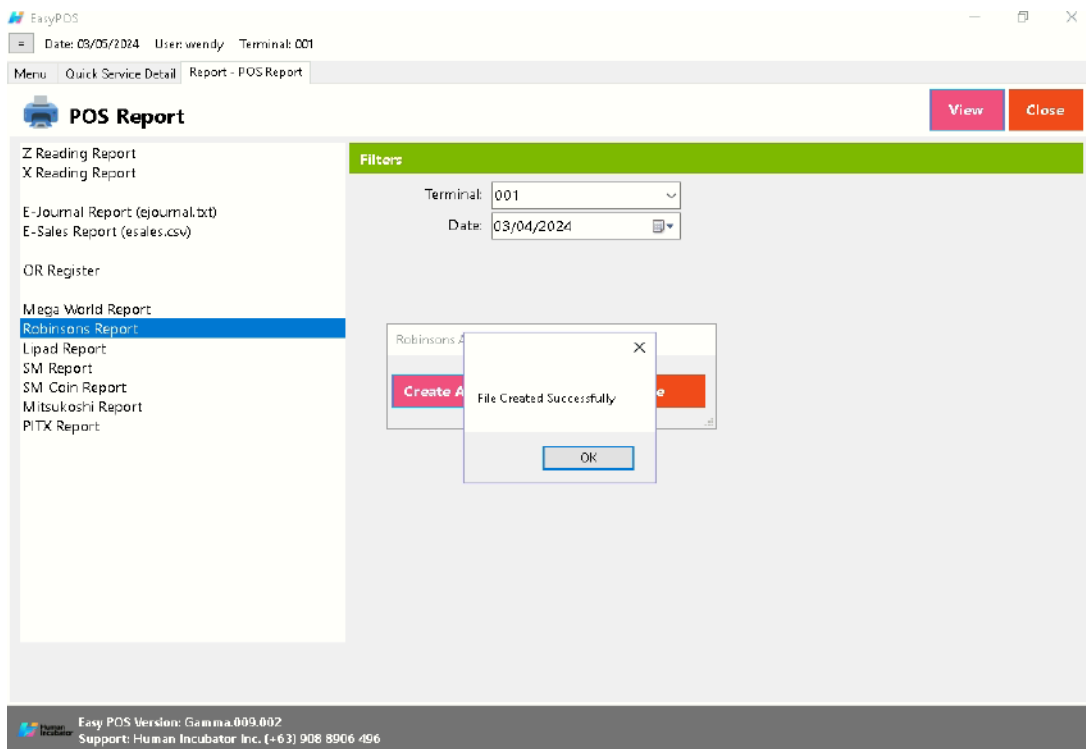 EasyPOS
= Date: 03/05/2024 User: wendy Terminal: 001
Menu Quick Service Detail Report - POS Report
POS Report View Close
Z Reading Report
X Reading Report
E-Journal Report (ejournal.txt)
E-Sales Report (esales.csv)
OR Register
Mega World Report
Robinsons Report
Lipad Report
SM Report
SM Coin Report
Mitsukoshi Report
PITX Report
Filters
Terminal: 001
Date: 03/04/2024
Robinsons A
Create A
e
File Created Successfully
OK
Human
Incubator
Easy POS Version: Gamma.009.002
Support: Human Incubator Inc. (+63) 908 8906 496